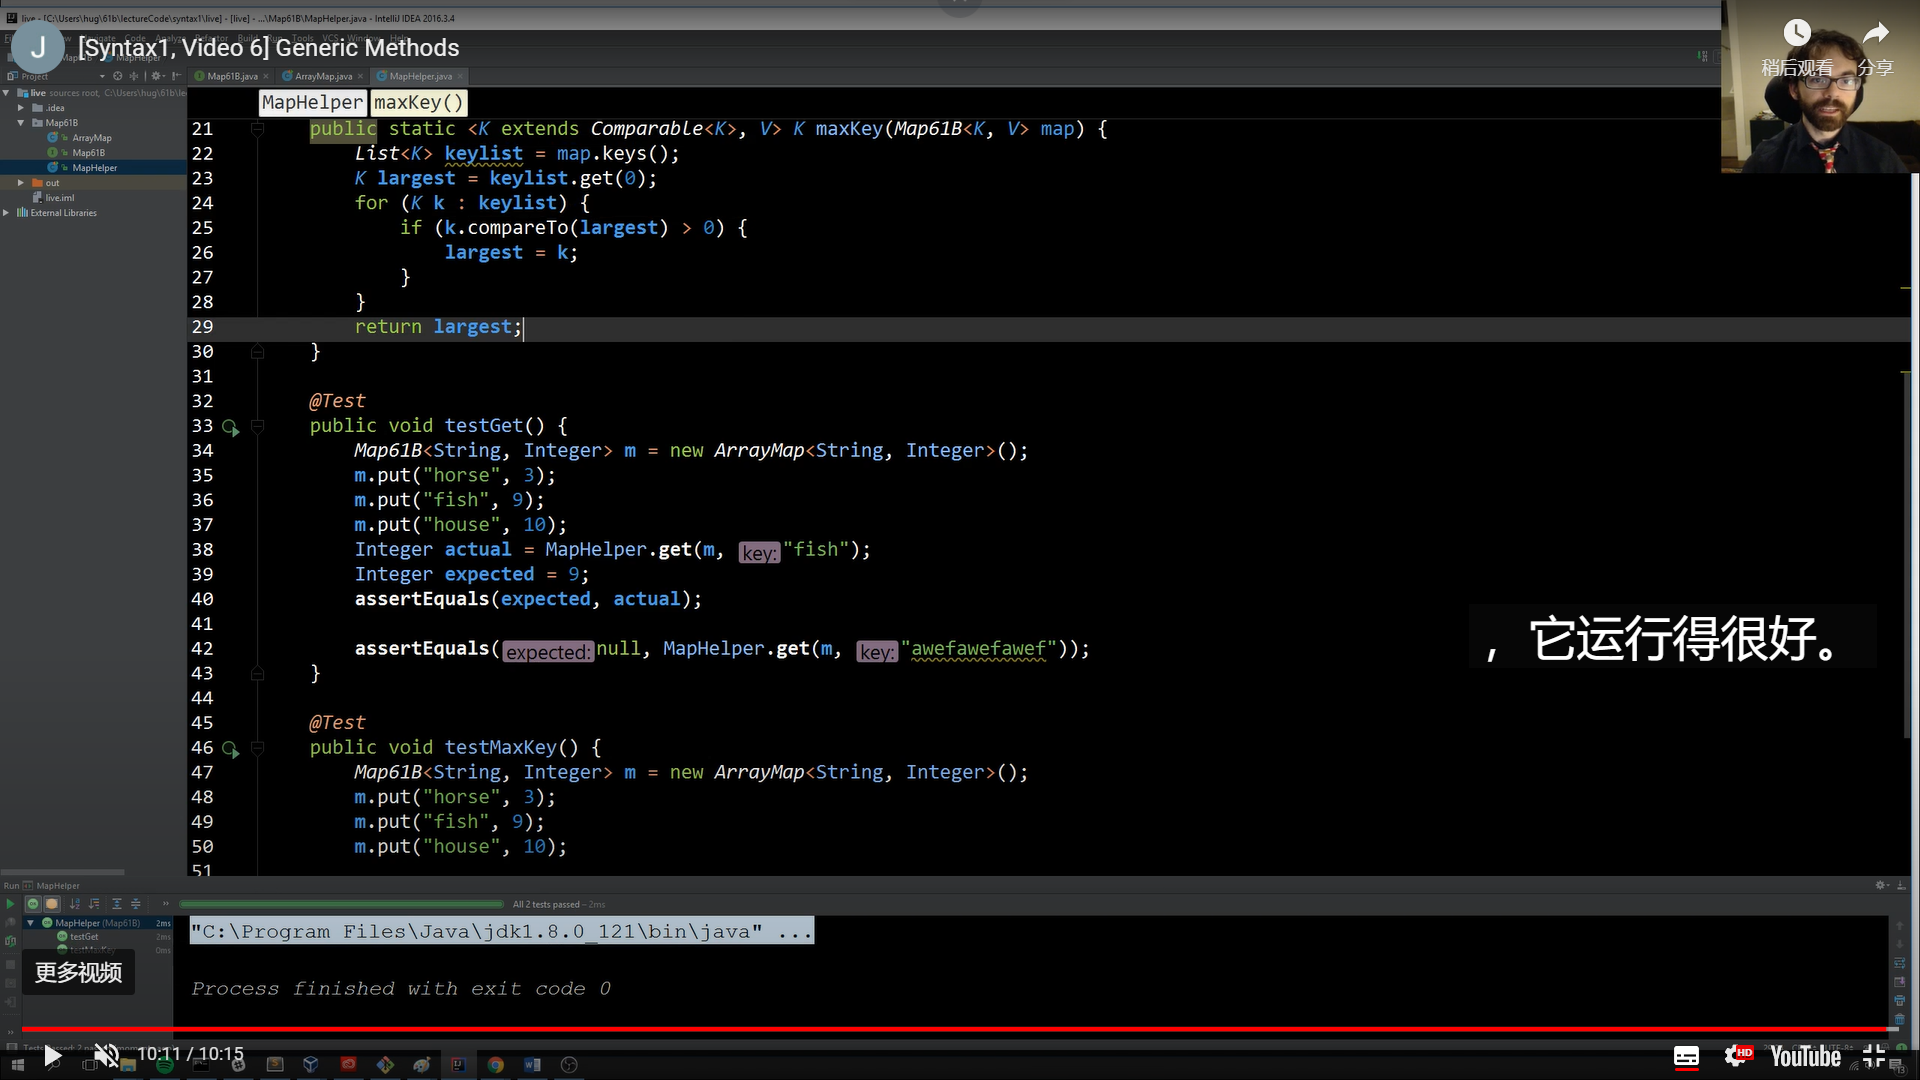 live - [C:\Users\hug\61b\lectureCode\syntax1\live] - [live] - ...\Map61B\MapHelper.java - IntelliJ IDEA 2016.3.4
J
[Syntax1, Video 6] Generic Methods
稍后观看
分享
Project
Map61B.java
ArrayMap.java
MapHelper.java
live sources root, C:\Users\hug\61b\le
.idea
Map61B
ArrayMap
Map61B
MapHelper
out
live.iml
External Libraries
MapHelper maxKey()
21 public static <K extends Comparable<K>, V> K maxKey(Map61B<K, V> map) {
22 List<K> keylist = map.keys();
23 K largest = keylist.get(0);
24 for (K k : keylist) {
25 if (k.compareTo(largest) > 0) {
26 largest = k;
27 }
28 }
29 return largest;
30 }
31
32 @Test
33 public void testGet() {
34 Map61B<String, Integer> m = new ArrayMap<String, Integer>();
35 m.put("horse", 3);
36 m.put("fish", 9);
37 m.put("house", 10);
38 Integer actual = MapHelper.get(m, key: "fish");
39 Integer expected = 9;
40 assertEquals(expected, actual);
41
42 assertEquals( expected: null, MapHelper.get(m, key: "awefawefawef"));
43 }
44
45 @Test
46 public void testMaxKey() {
47 Map61B<String, Integer> m = new ArrayMap<String, Integer>();
48 m.put("horse", 3);
49 m.put("fish", 9);
50 m.put("house", 10);
51
，它运行得很好。
Run MapHelper
All 2 tests passed – 2ms
MapHelper (Map61B) 2ms
testGet 2ms
testMaxKey 0ms
"C:\Program Files\Java\jdk1.8.0_121\bin\java" ...
Process finished with exit code 0
更多视频
10:11 / 10:15
HD
YouTube